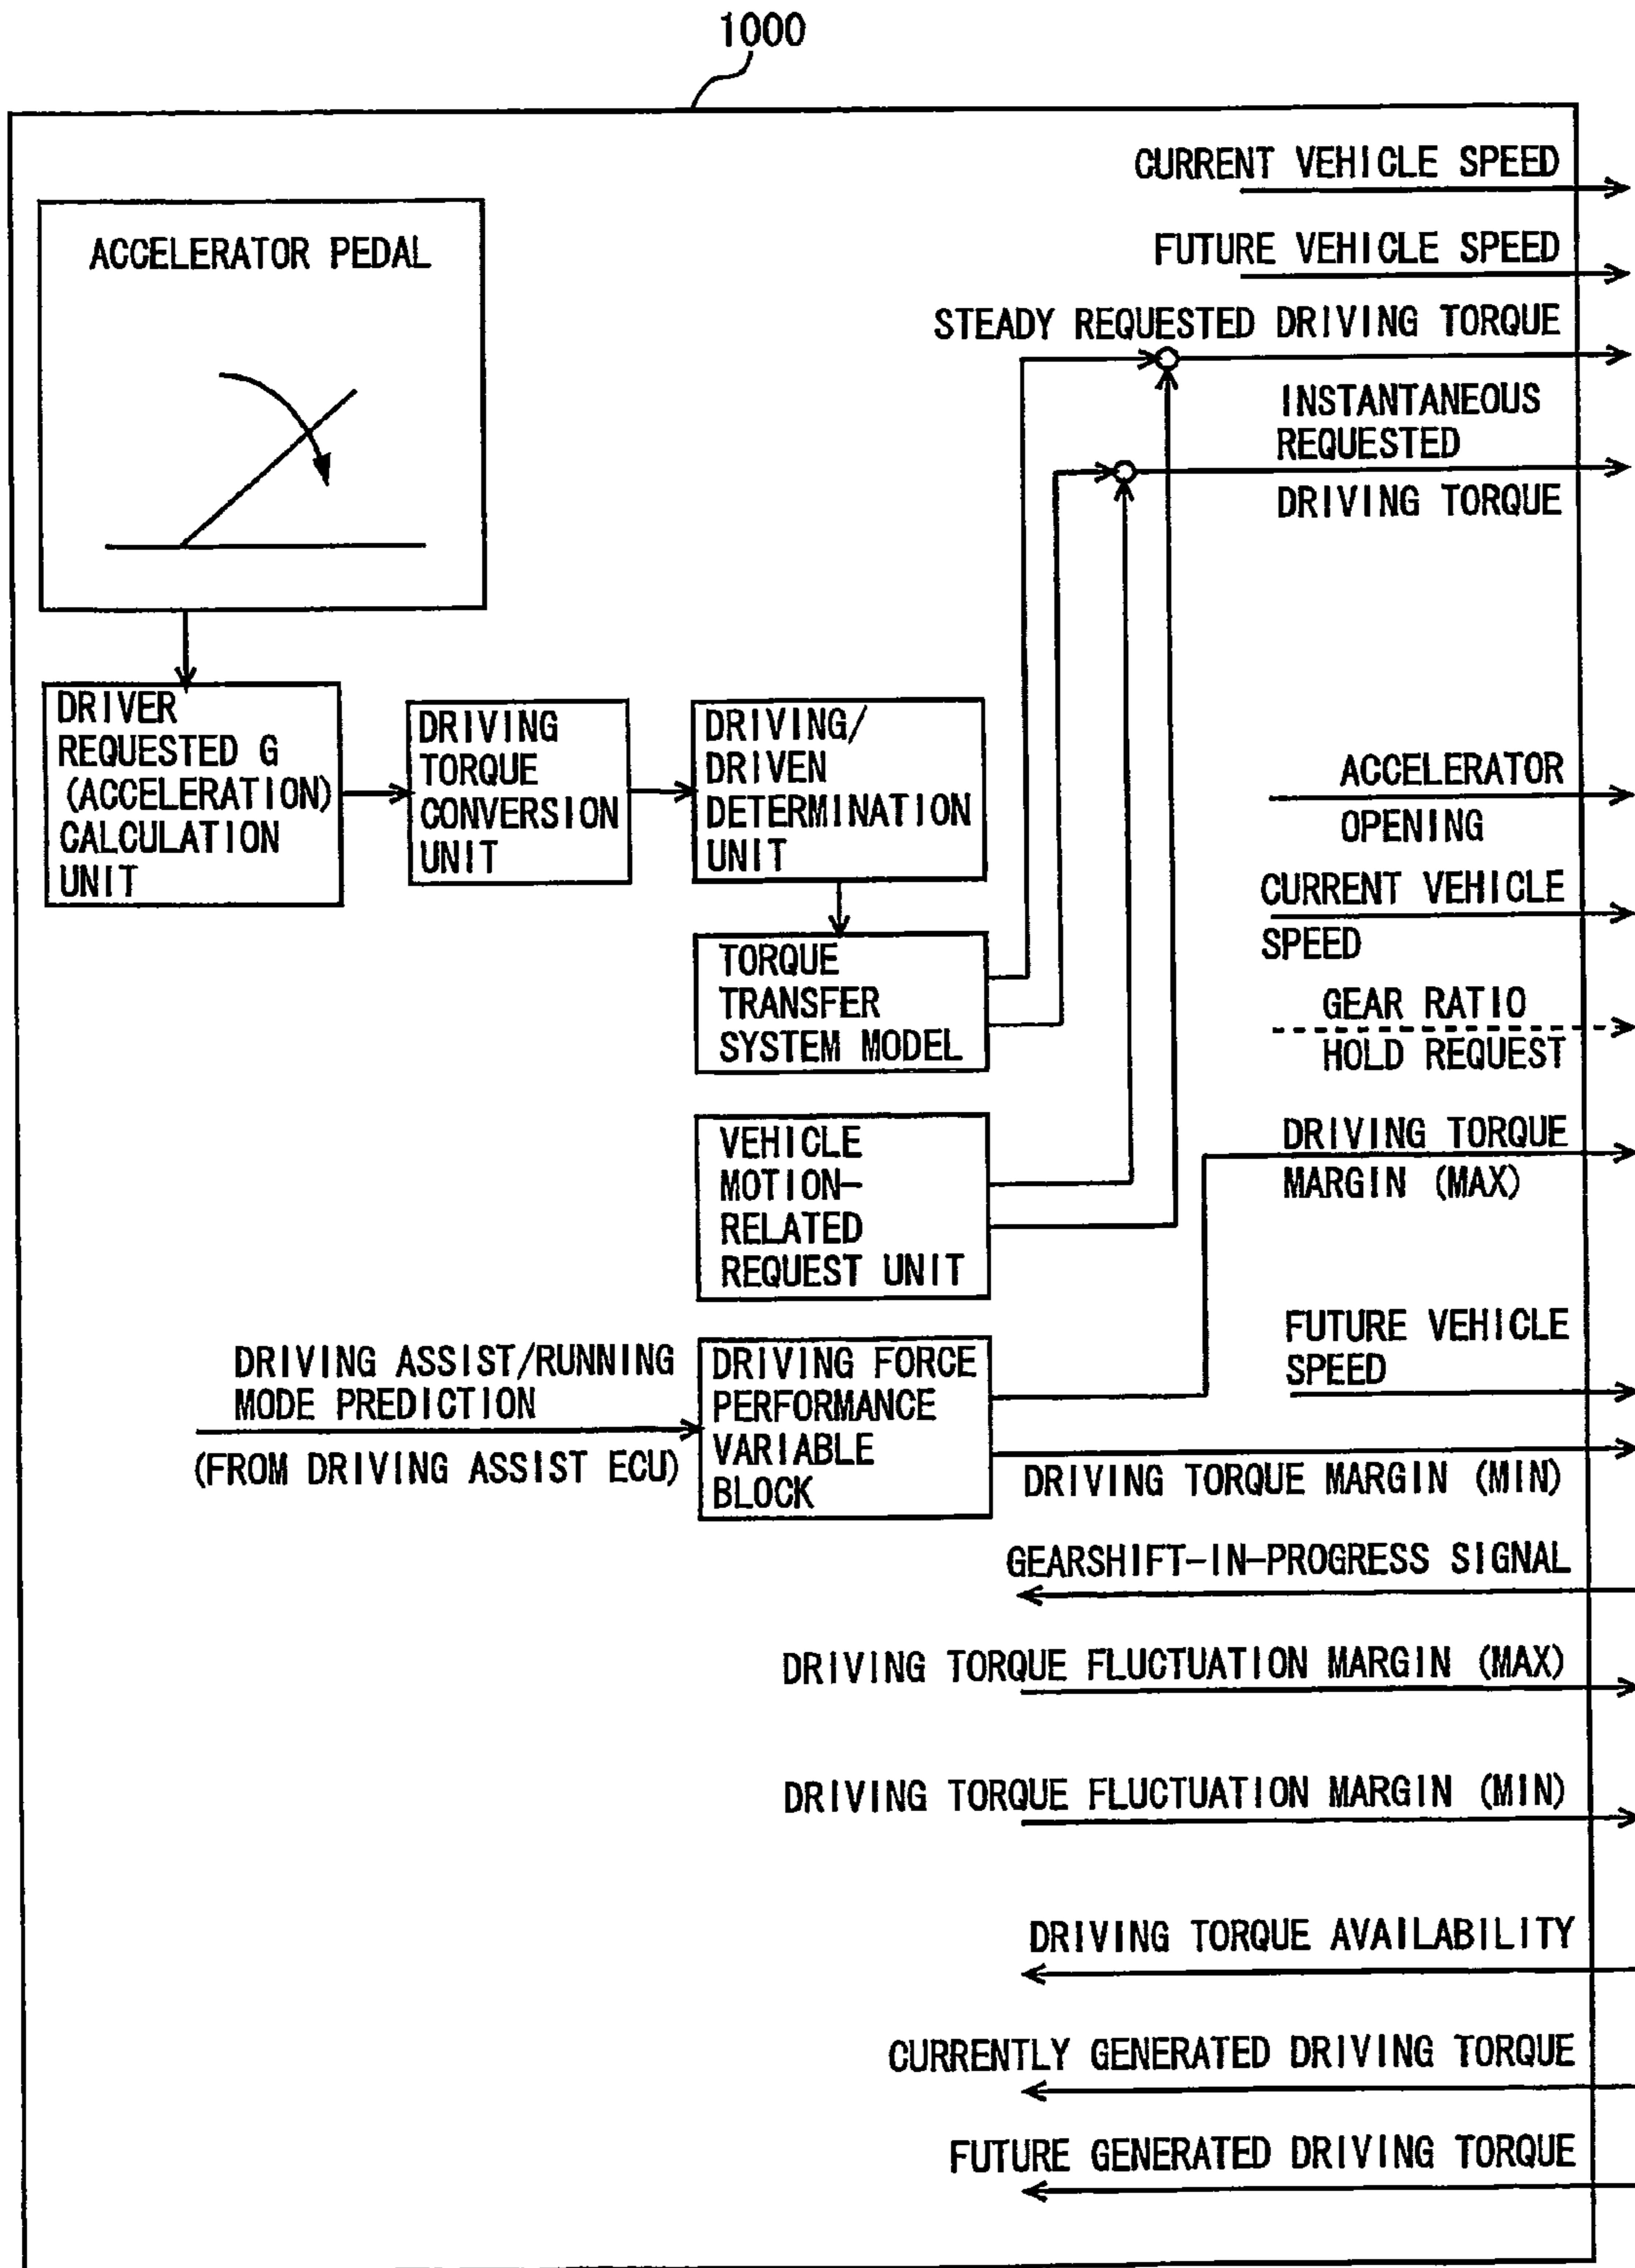 1000
CURRENT VEHICLE SPEED
ACCELERATOR PEDAL
FUTURE VEHICLE SPEED
STEADY REQUESTED DRIVING TORQUE
INSTANTANEOUS
REQUESTED
DRIVING TORQUE
DRIVER
REQUESTED G
(ACCELERATION)
CALCULATION
UNIT
DRIVING
TORQUE
CONVERSION
UNIT
DRIVING/
DRIVEN
DETERMINATION
UNIT
ACCELERATOR
OPENING
CURRENT VEHICLE
SPEED
TORQUE
TRANSFER
SYSTEM MODEL
GEAR RATIO
HOLD REQUEST
VEHICLE
MOTION-
RELATED
REQUEST UNIT
DRIVING TORQUE
MARGIN (MAX)
FUTURE VEHICLE
SPEED
DRIVING ASSIST/RUNNING
MODE PREDICTION
(FROM DRIVING ASSIST ECU)
DRIVING FORCE
PERFORMANCE
VARIABLE
BLOCK
DRIVING TORQUE MARGIN (MIN)
GEARSHIFT-IN-PROGRESS SIGNAL
DRIVING TORQUE FLUCTUATION MARGIN (MAX)
DRIVING TORQUE FLUCTUATION MARGIN (MIN)
DRIVING TORQUE AVAILABILITY
CURRENTLY GENERATED DRIVING TORQUE
FUTURE GENERATED DRIVING TORQUE